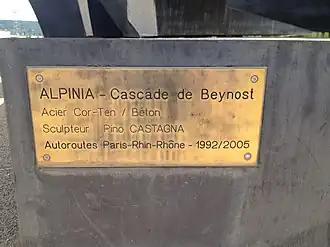 ALPINIA - Cascade de Beynost
Acier Cor-Ten / Béton
Sculpteur Pino CASTAGNA
Autoroutes Paris-Rhin-Rhône - 1992/2005